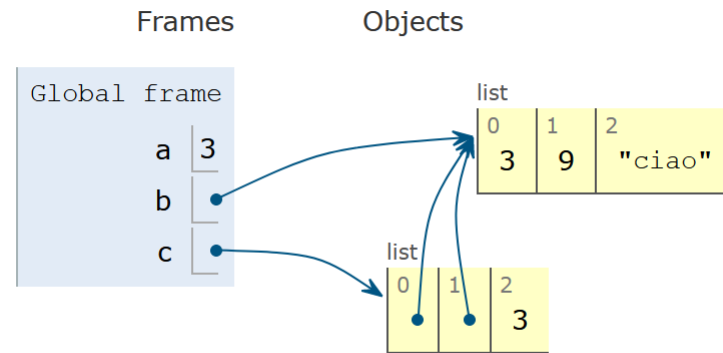 Frames Objects
Global frame
a 3
b
c
list
0 1 2
3 9 "ciao"
list
0 1 2
3